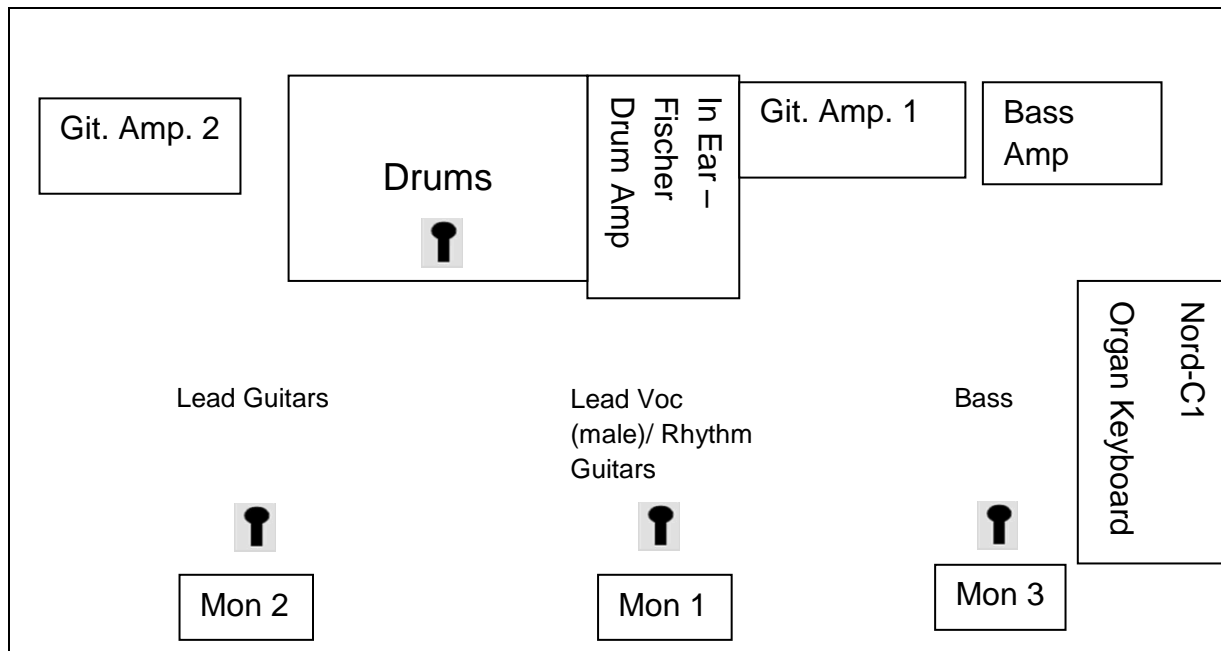 Git. Amp. 2
Drums
In Ear –
Fischer
Drum Amp
Git. Amp. 1
Bass
Amp
Nord-C1
Organ Keyboard
Lead Guitars
Lead Voc
(male)/ Rhythm
Guitars
Bass
Mon 2
Mon 1
Mon 3